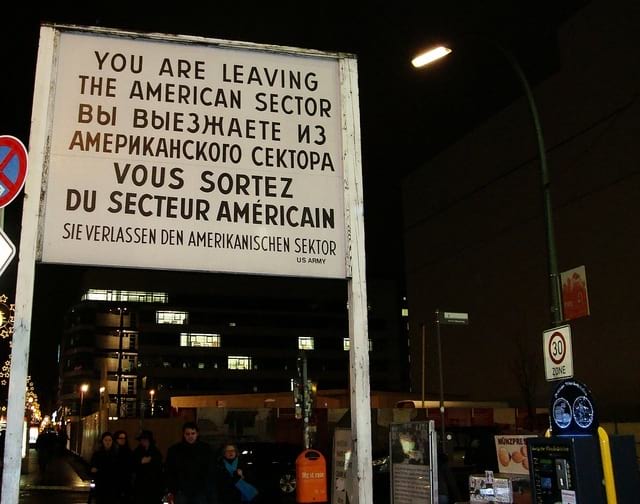 YOU ARE LEAVING
THE AMERICAN SECTOR
ВЫ ВЫЕЗЖАЕТЕ ИЗ
АМЕРИКАНСКОГО СЕКТОРА
VOUS SORTEZ
DU SECTEUR AMÉRICAIN
SIE VERLASSEN DEN AMERIKANISCHEN SEKTOR
US ARMY
30
ZONE